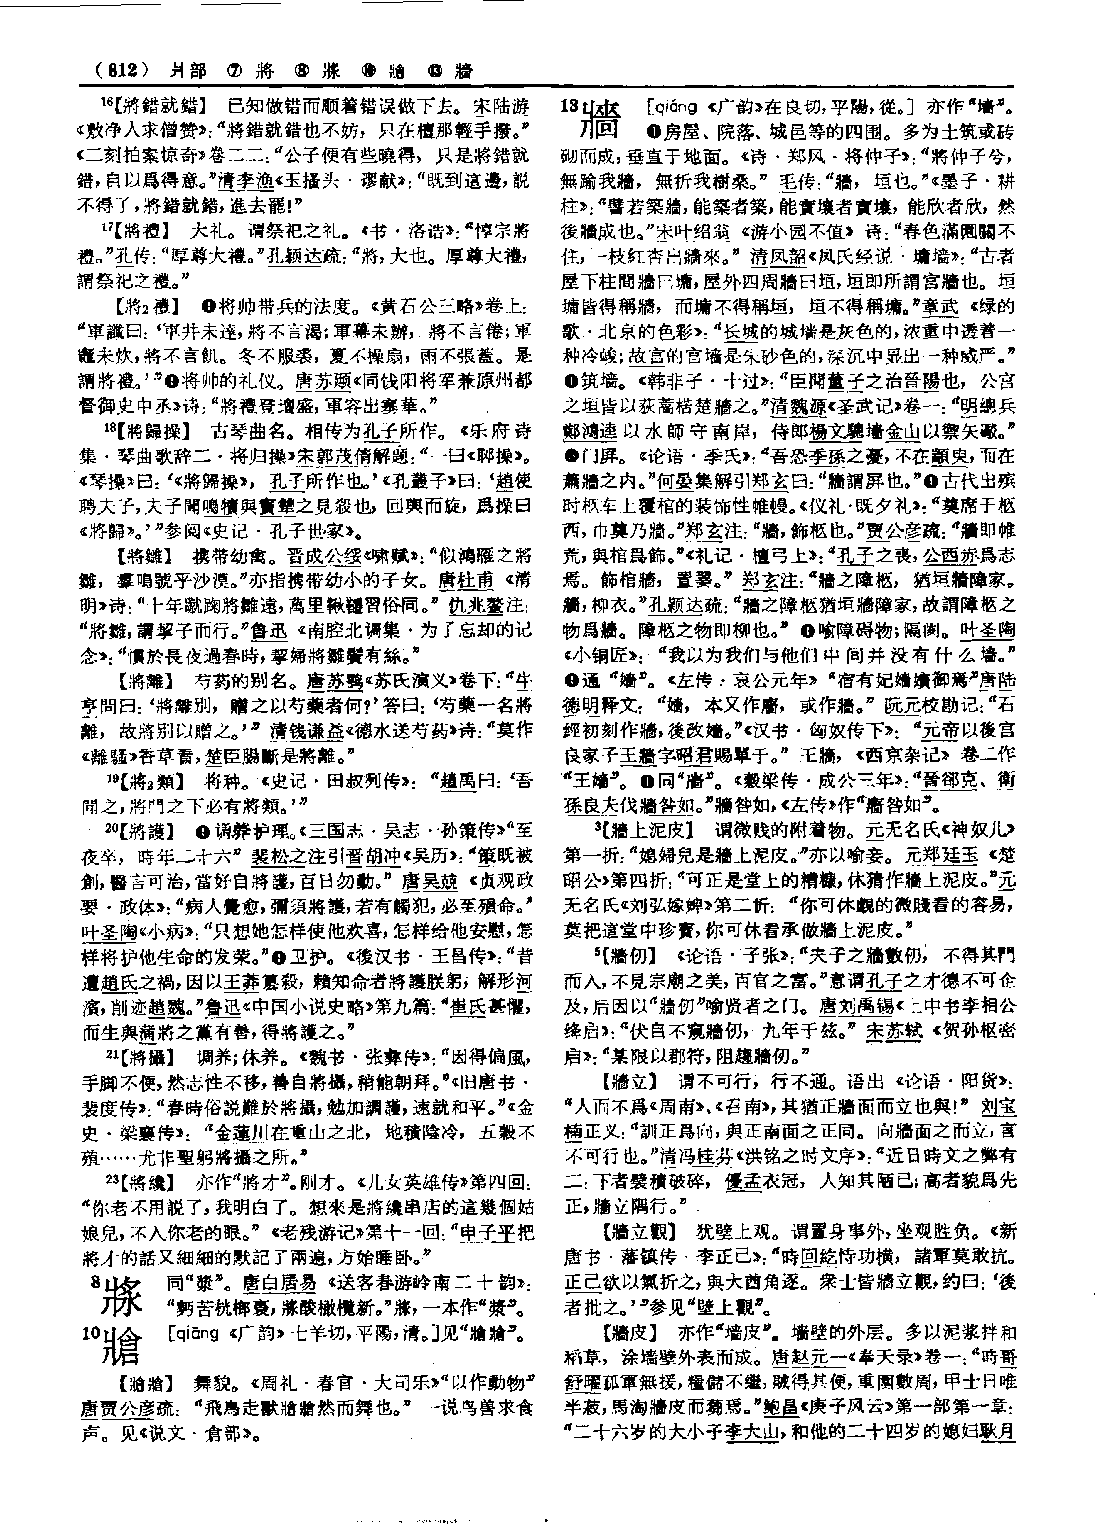 （812） 爿部 ⑦ 將 ⑧ 牀 ⑩ 牄 ⑬ 牆
¹⁶【將錯就錯】 已知做错而顺着错误做下去。宋陆游
《敷净人求僧赞》：“將錯就錯也不妨，只在檀那輕手撥。”
《二刻拍案惊奇》卷二二：“公子便有些曉得，只是將錯就
錯，自以爲得意。”清李渔《玉搔头·谬献》：“既到這邊，説
不得了，將錯就錯，進去罷！”
¹⁷【將禮】 大礼。谓祭祀之礼。《书·洛诰》：“惇宗將
禮。”孔传：“厚尊大禮。”孔颖达疏：“將，大也。厚尊大禮，
謂祭祀之禮。”
【將₂禮】 ❶将帅带兵的法度。《黄石公三略》卷上：
“軍讖曰：‘軍井未達，將不言渴；軍幕未辦，將不言倦；軍
竈未炊，將不言飢。冬不服裘，夏不操扇，雨不張蓋。是
謂將禮。’”❷将帅的礼仪。唐苏颋《同饯阳将军兼原州都
督御史中丞》诗：“將禮登壇盛，軍容出塞華。”
¹⁸【將歸操】 古琴曲名。相传为孔子所作。《乐府诗
集·琴曲歌辞二·将归操》宋郭茂倩解题：“一曰《陬操》。
《琴操》曰：‘《將歸操》，孔子所作也。’《孔叢子》曰：‘趙使
聘夫子，夫子聞鳴犢與竇犨之見殺也，回輿而旋，爲操曰
《將歸》。’”参阅《史记·孔子世家》。
【將雛】 携带幼禽。晋成公绥《啸赋》：“似鴻雁之將
雛，羣鳴號乎沙漠。”亦指携带幼小的子女。唐杜甫《清
明》诗：“十年蹴踘將雛遠，萬里鞦韆習俗同。”仇兆鳌注：
“將雛，謂挈子而行。”鲁迅《南腔北调集·为了忘却的记
念》：“慣於長夜過春時，挈婦將雛鬢有絲。”
【將離】 芍药的别名。唐苏鹗《苏氏演义》卷下：“牛
亨問曰：‘將離别，贈之以芍藥者何？’答曰：‘芍藥一名將
離，故將别以贈之。’”清钱谦益《德水送芍药》诗：“莫作
《離騷》香草看，楚臣腸斷是將離。”
¹⁹【將₂類】 将种。《史记·田叔列传》：“趙禹曰：‘吾
聞之，將門之下必有將類。’”
²⁰【將護】 ❶调养护理。《三国志·吴志·孙策传》“至
夜卒，時年二十六”裴松之注引晋胡冲《吴历》：“策既被
創，醫言可治，當好自將護，百日勿動。”唐吴兢《贞观政
要·政体》：“病人覺愈，彌須將護，若有觸犯，必至殞命。”
叶圣陶《小病》：“只想她怎样使他欢喜，怎样给他安慰，怎
样将护他生命的发荣。”❷卫护。《後汉书·王昌传》：“昔
遭趙氏之禍，因以王莽篡殺，賴知命者將護朕躬，解形河
濱，削迹趙魏。”鲁迅《中国小说史略》第九篇：“崔氏甚懼，
而生與蒲將之黨有善，得將護之。”
²¹【將攝】 调养；休养。《魏书·张彝传》：“因得偏風，
手脚不便，然志性不移，善自將攝，稍能朝拜。”《旧唐书·
裴度传》：“春時俗説難於將攝，勉加調護，速就和平。”《金
史·梁襄传》：“金蓮川在重山之北，地積陰冷，五穀不
殖……尤非聖躬將攝之所。”
²³【將纔】 亦作“將才”。刚才。《儿女英雄传》第四回：
“你老不用説了，我明白了。想來是將纔串店的這幾個姑
娘兒，不入你老的眼。”《老残游记》第十一回：“申子平把
將才的話又細細的默記了兩遍，方始睡卧。”
8 㢡 同“漿”。唐白居易《送客春游岭南二十韵》：
“麪苦桄榔裛，漿酸橄欖新。”漿，一本作“漿”。
10 牄 ［qiāng《广韵》七羊切，平陽，清。］见“牄牄”。
【牄牄】 舞貌。《周礼·春官·大司乐》“以作動物”
唐贾公彦疏：“飛鳥走獸牄牄然而舞也。”一说鸟兽求食
声。见《说文·倉部》。
13 牆 ［qiáng《广韵》在良切，平陽，從。］亦作“墙”。
❶房屋、院落、城邑等的四围。多为土筑或砖
砌而成，垂直于地面。《诗·郑风·将仲子》：“將仲子兮，
無踰我牆，無折我樹桑。”毛传：“牆，垣也。”《墨子·耕
柱》：“譬若築牆，能築者築，能實壤者實壤，能欣者欣，然
後牆成也。”宋叶绍翁《游小园不值》诗：“春色滿園關不
住，一枝紅杏出牆來。”清凤韶《凤氏经说·墉墙》：“古者
屋下柱間牆曰墉，屋外四周牆曰垣，垣即所謂宮牆也。垣
墉皆得稱牆，而墉不得稱垣，垣不得稱墉。”章武《绿的
歌·北京的色彩》：“长城的城墙是灰色的，浓重中透着一
种冷峻；故宫的宫墙是朱砂色的，深沉中显出一种威严。”
❷筑墙。《韩非子·十过》：“臣聞董子之治晉陽也，公宮
之垣皆以荻蒿楛楚牆之。”清魏源《圣武记》卷一：“明總兵
鄭鴻逵以水師守南岸，侍郎楊文驄牆金山以禦矢礮。”
❸门屏。《论语·季氏》：“吾恐季孫之憂，不在顓臾，而在
蕭牆之内。”何晏集解引郑玄曰：“牆謂屏也。”❹古代出殡
时柩车上覆棺的装饰性帷幔。《仪礼·既夕礼》：“奠席于柩
西，巾奠乃牆。”郑玄注：“牆，飾柩也。”贾公彦疏：“牆即帷
荒，與棺爲飾。”《礼记·檀弓上》：“孔子之喪，公西赤爲志
焉。飾棺牆，置翣。”郑玄注：“牆之障柩，猶垣牆障家。
牆，柳衣。”孔颖达疏：“牆之障柩猶垣牆障家，故謂障柩之
物爲牆。障柩之物即柳也。”❺喻障碍物；隔阂。叶圣陶
《小铜匠》：“我以为我们与他们中间并没有什么墙。”
❻通“嬙”。《左传·哀公元年》“宿有妃嬙嬪御焉”唐陆
德明释文：“嬙，本又作廧，或作牆。”阮元校勘记：“石
經初刻作牆，後改嬙。”《汉书·匈奴传下》：“元帝以後宮
良家子王牆字昭君賜單于。”王牆，《西京杂记》卷二作
“王嬙”。❼同“廧”。《穀梁传·成公三年》：“晉郤克、衛
孫良夫伐牆咎如。”牆咎如，《左传》作“廧咎如”。
³【牆上泥皮】 谓微贱的附着物。元无名氏《神奴儿》
第一折：“媳婦兒是牆上泥皮。”亦以喻妾。元郑廷玉《楚
昭公》第四折：“可正是堂上的糟糠，休猜作牆上泥皮。”元
无名氏《刘弘嫁婢》第二折：“你可休覷的微賤看的容易，
莫把這堂中珍寶，你可休看承做牆上泥皮。”
⁵【牆仞】 《论语·子张》：“夫子之牆數仞，不得其門
而入，不見宗廟之美，百官之富。”意谓孔子之才德不可企
及，后因以“牆仞”喻贤者之门。唐刘禹锡《上中书李相公
绛启》：“伏自不窺牆仞，九年于兹。”宋苏轼《贺孙枢密
启》：“某限以郡符，阻趨牆仞。”
【牆立】 谓不可行，行不通。语出《论语·阳货》：
“人而不爲《周南》、《召南》，其猶正牆面而立也與！”刘宝
楠正义：“訓正爲向，與正南面之正同。向牆面之而立，言
不可行也。”清冯桂芬《洪铭之时文序》：“近日時文之弊有
二：下者襞積破碎，優孟衣冠，人知其陋已；高者貌爲先
正，牆立隅行。”
【牆立觀】 犹壁上观。谓置身事外，坐观胜负。《新
唐书·藩镇传·李正己》：“時回紇恃功横，諸軍莫敢抗。
正己欲以氣折之，與大酋角逐。衆士皆牆立觀，約曰：‘後
者批之。’”参见“壁上觀”。
【牆皮】 亦作“墙皮”。墙壁的外层。多以泥浆拌和
稻草，涂墙壁外表而成。唐赵元一《奉天录》卷一：“時哥
舒曜孤軍無援，糧儲不繼，賊得其便，重圍數周，甲士日唯
半菽，馬淘牆皮而蒭焉。”鲍昌《庚子风云》第一部第一章：
“二十六岁的大小子李大山，和他的二十四岁的媳妇耿月